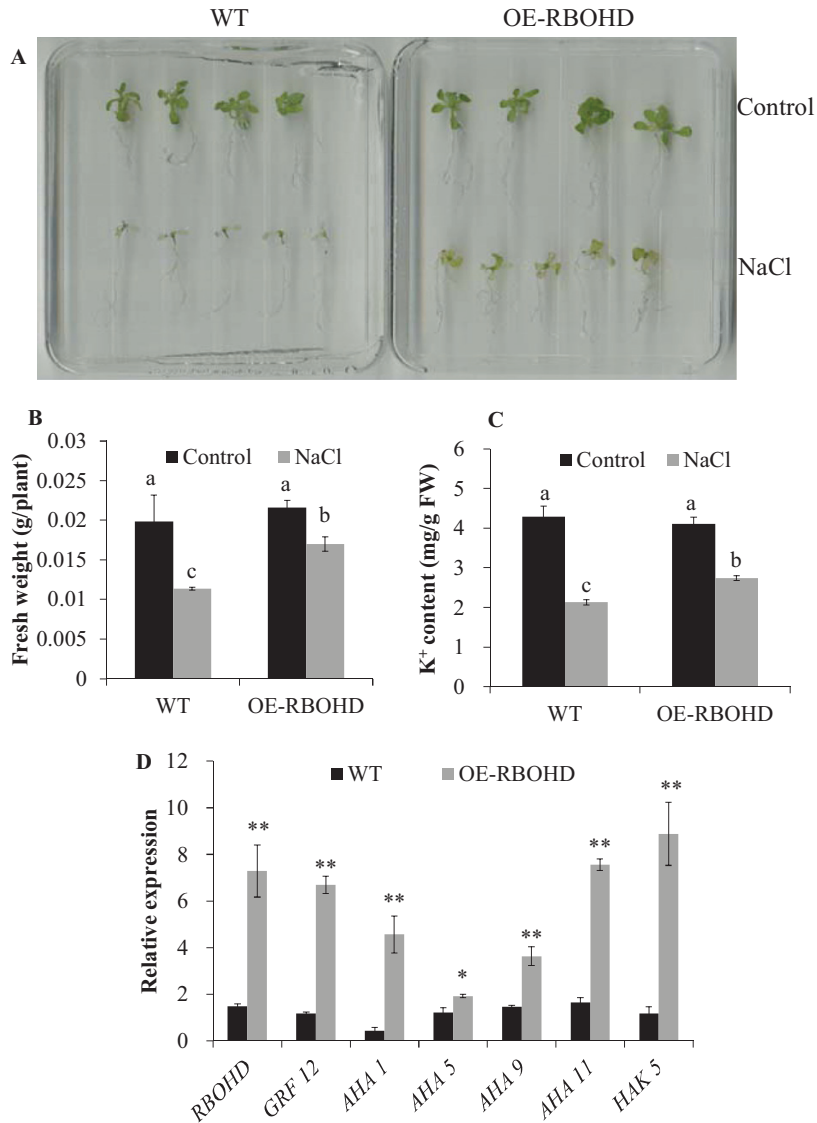 WT OE-RBOHD
A
Control
NaCl
B
Fresh weight (g/plant)
0.03
0.025
0.02
0.015
0.01
0.005
0
Control NaCl
a
c
a
b
WT OE-RBOHD
C
K⁺ content (mg/g FW)
6
5
4
3
2
1
0
Control NaCl
a
c
a
b
WT OE-RBOHD
D
Relative expression
12
10
8
6
4
2
0
WT OE-RBOHD
**
**
**
*
**
**
**
RBOHD
GRF 12
AHA 1
AHA 5
AHA 9
AHA 11
HAK 5